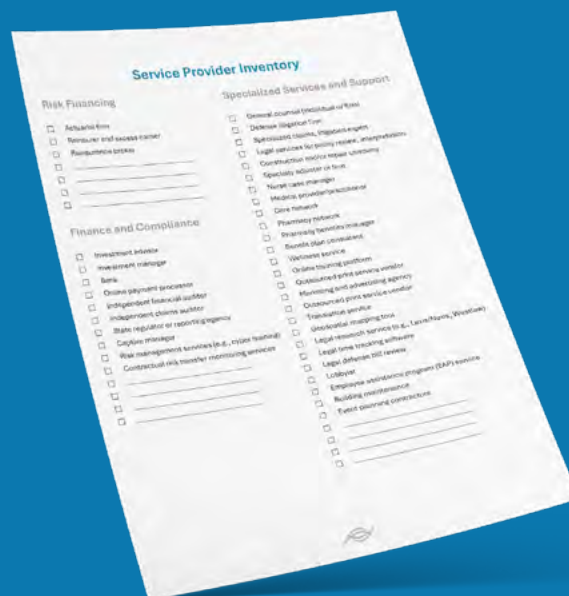 Service Provider Inventory
Risk Financing
Actuarial firm
Reinsurer and excess carrier
Reinsurance broker
Finance and Compliance
Investment advisor
Investment manager
Bank
Online payment processor
Independent financial auditor
Independent claims auditor
State regulator or reporting agency
Captive manager
Risk management services (e.g., cyber training)
Contractual risk transfer monitoring services
Specialized Services and Support
General counsel (individual or firm)
Defense litigation firm
Specialized claims, litigation expert
Legal services for policy review, interpretations
Construction and/or repair company
Specialty adjuster or firm
Nurse case manager
Medical provider/practitioner
Care network
Pharmacy network
Pharmacy benefits manager
Benefit plan consultant
Wellness service
Online training platform
Outsourced print service vendor
Marketing and advertising agency
Outsourced print service vendor
Translation service
Geospatial mapping tool
Legal research service (e.g., LexisNexis, Westlaw)
Legal time tracking software
Legal defense bill review
Lobbyist
Employee assistance program (EAP) service
Building maintenance
Event planning contractors